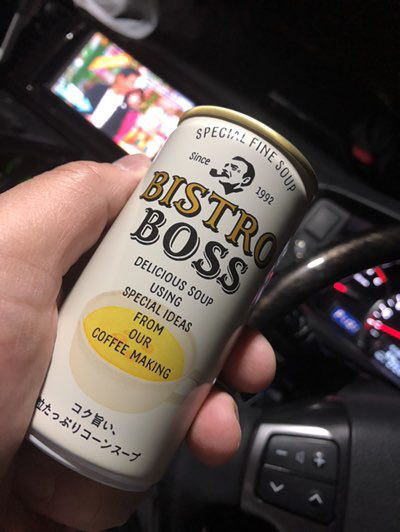 SPECIAL FINE SOUP
Since 1992
BISTRO
BOSS
DELICIOUS SOUP
USING
SPECIAL IDEAS
FROM
OUR
COFFEE MAKING
コク旨い、
粒たっぷりコーンスープ